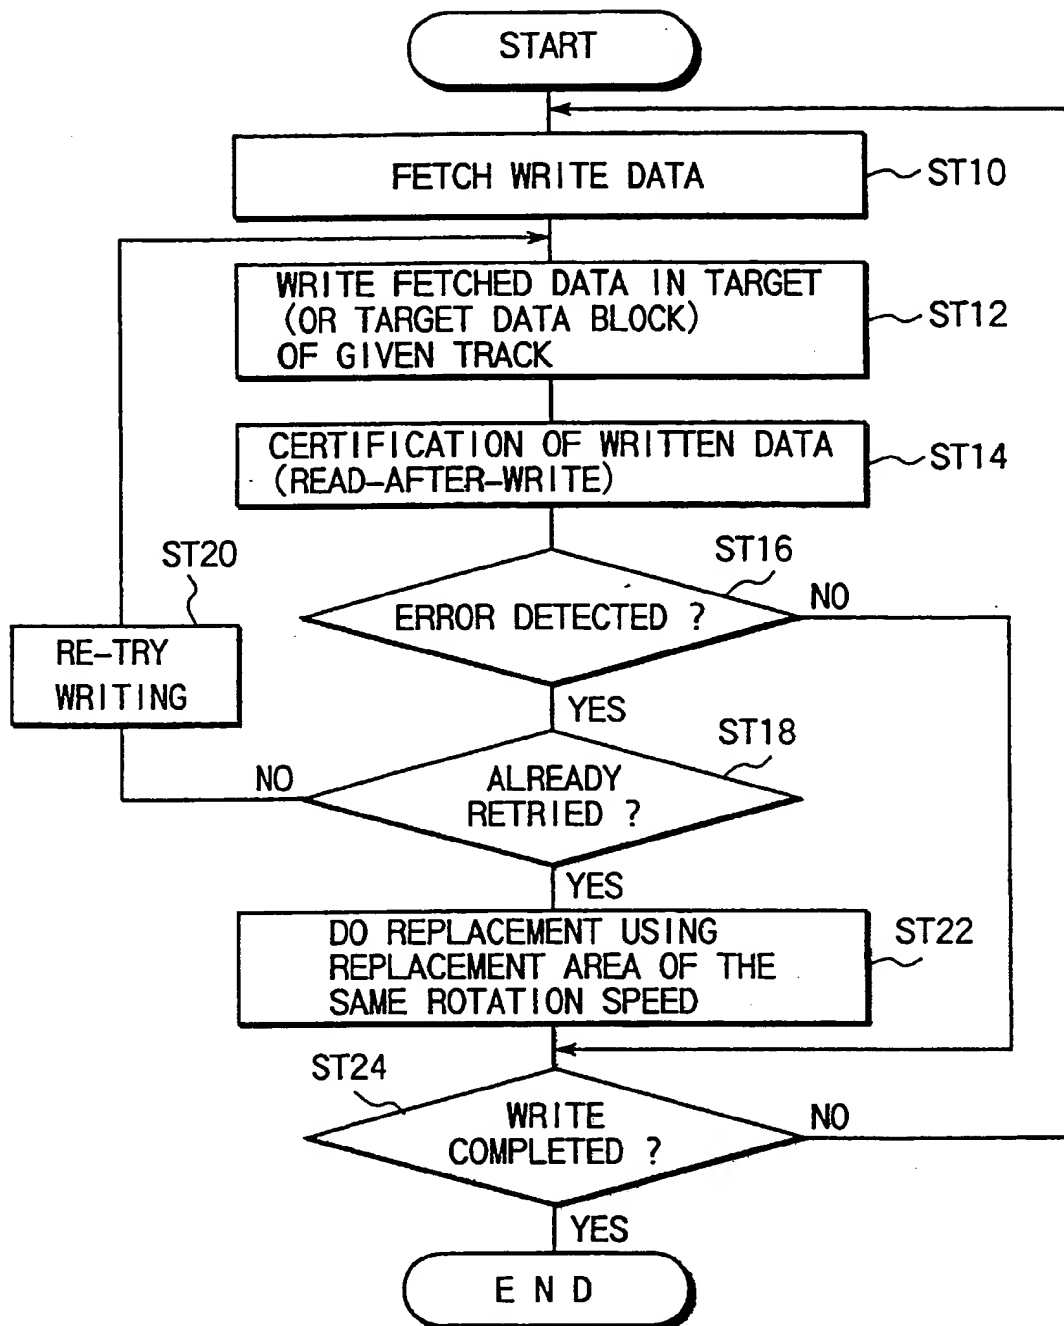 START
FETCH WRITE DATA
ST10
WRITE FETCHED DATA IN TARGET
(OR TARGET DATA BLOCK)
OF GIVEN TRACK
ST12
CERTIFICATION OF WRITTEN DATA
(READ-AFTER-WRITE)
ST14
ST20
RE-TRY
WRITING
ST16
ERROR DETECTED ?
NO
YES
ST18
ALREADY
RETRIED ?
NO
YES
DO REPLACEMENT USING
REPLACEMENT AREA OF THE
SAME ROTATION SPEED
ST22
ST24
WRITE
COMPLETED ?
NO
YES
E N D